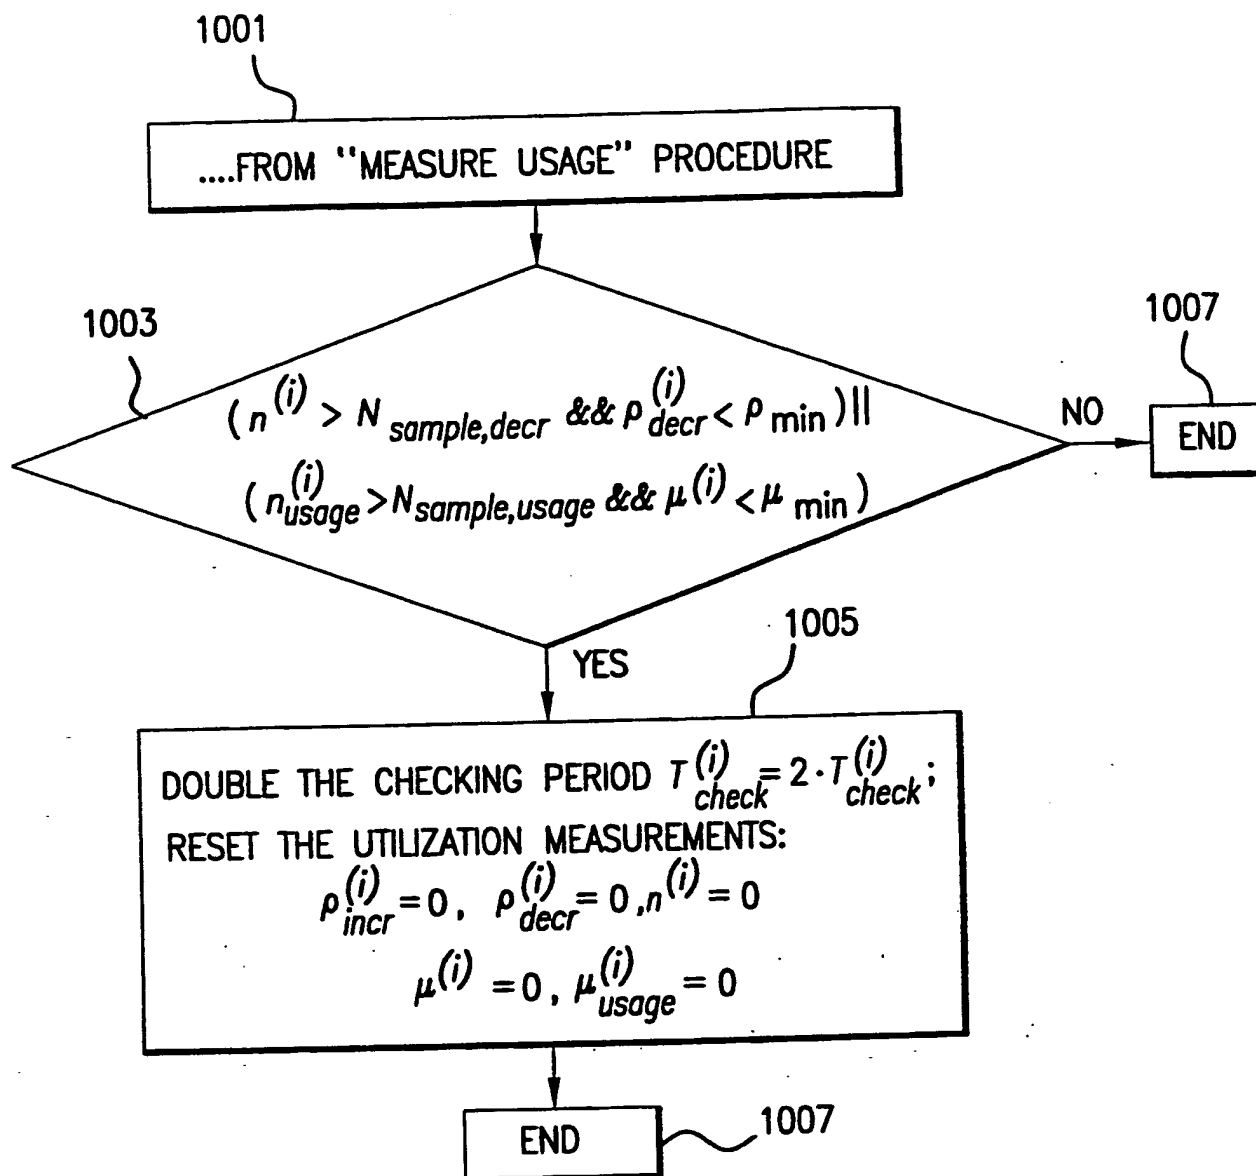 1001
....FROM "MEASURE USAGE" PROCEDURE
1003
1007
(n^(i) > N_sample,decr && ρ^(i)_decr < ρ_min)||
NO
END
(n^(i)_usage > N_sample,usage && μ^(i) < μ_min)
YES
1005
DOUBLE THE CHECKING PERIOD T^(i)_check = 2 · T^(i)_check;
RESET THE UTILIZATION MEASUREMENTS:
ρ^(i)_incr = 0, ρ^(i)_decr = 0, n^(i) = 0
μ^(i) = 0, μ^(i)_usage = 0
END
1007